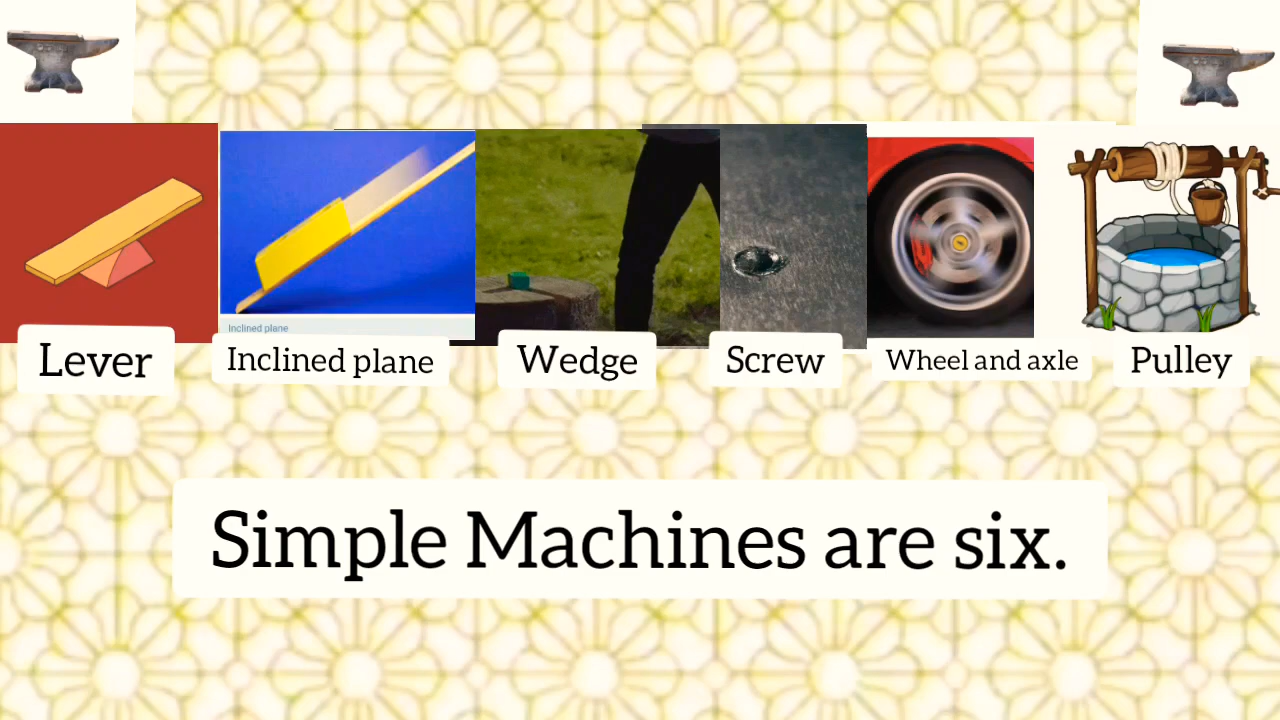 Inclined plane
Lever
Inclined plane
Wedge
Screw
Wheel and axle
Pulley
Simple Machines are six.